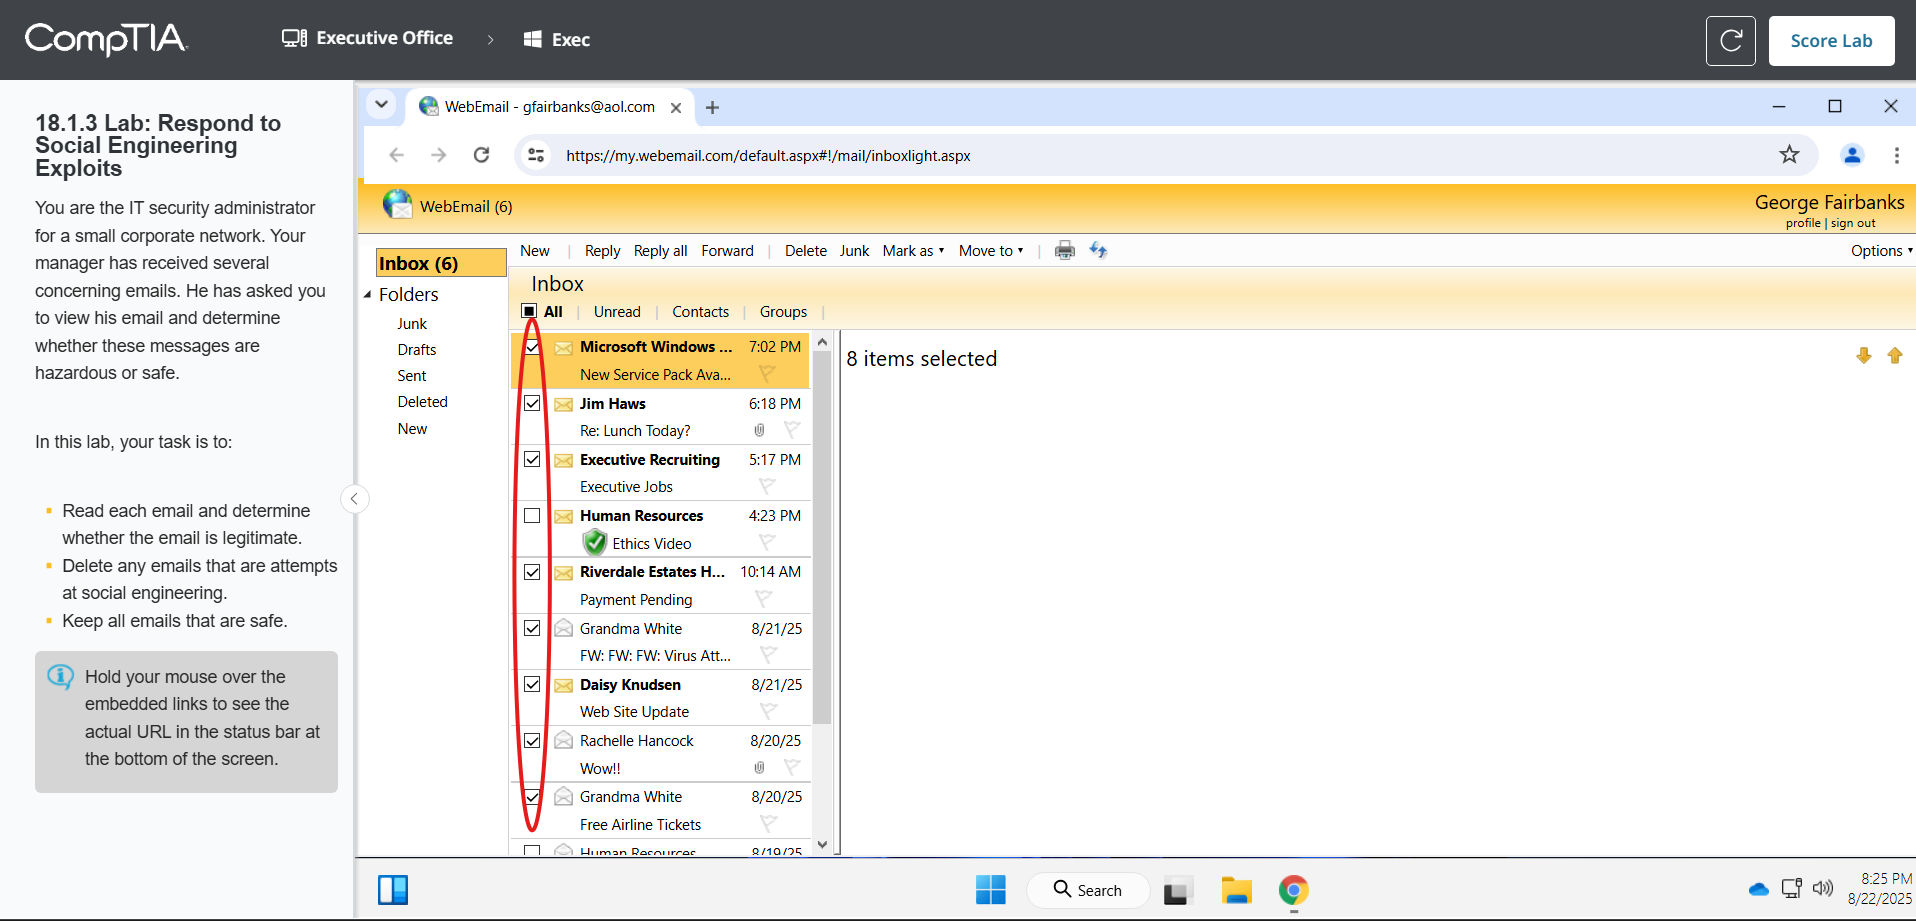 CompTIA
Executive Office
Exec
Score Lab
18.1.3 Lab: Respond to
Social Engineering
Exploits
You are the IT security administrator
for a small corporate network. Your
manager has received several
concerning emails. He has asked you
to view his email and determine
whether these messages are
hazardous or safe.
In this lab, your task is to:
Read each email and determine
whether the email is legitimate.
Delete any emails that are attempts
at social engineering.
Keep all emails that are safe.
Hold your mouse over the
embedded links to see the
actual URL in the status bar at
the bottom of the screen.
WebEmail - gfairbanks@aol.com
https://my.webemail.com/default.aspx#!/mail/inboxlight.aspx
WebEmail (6)
George Fairbanks
profile | sign out
Inbox (6)
Folders
Junk
Drafts
Sent
Deleted
New
New | Reply Reply all Forward | Delete Junk Mark as Move to |
Options
Inbox
All | Unread | Contacts | Groups |
Microsoft Windows ... 7:02 PM
New Service Pack Ava...
Jim Haws 6:18 PM
Re: Lunch Today?
Executive Recruiting 5:17 PM
Executive Jobs
Human Resources 4:23 PM
Ethics Video
Riverdale Estates H... 10:14 AM
Payment Pending
Grandma White 8/21/25
FW: FW: FW: Virus Att...
Daisy Knudsen 8/21/25
Web Site Update
Rachelle Hancock 8/20/25
Wow!!
Grandma White 8/20/25
Free Airline Tickets
Human Resources 8/19/25
8 items selected
Search
8:25 PM
8/22/2025